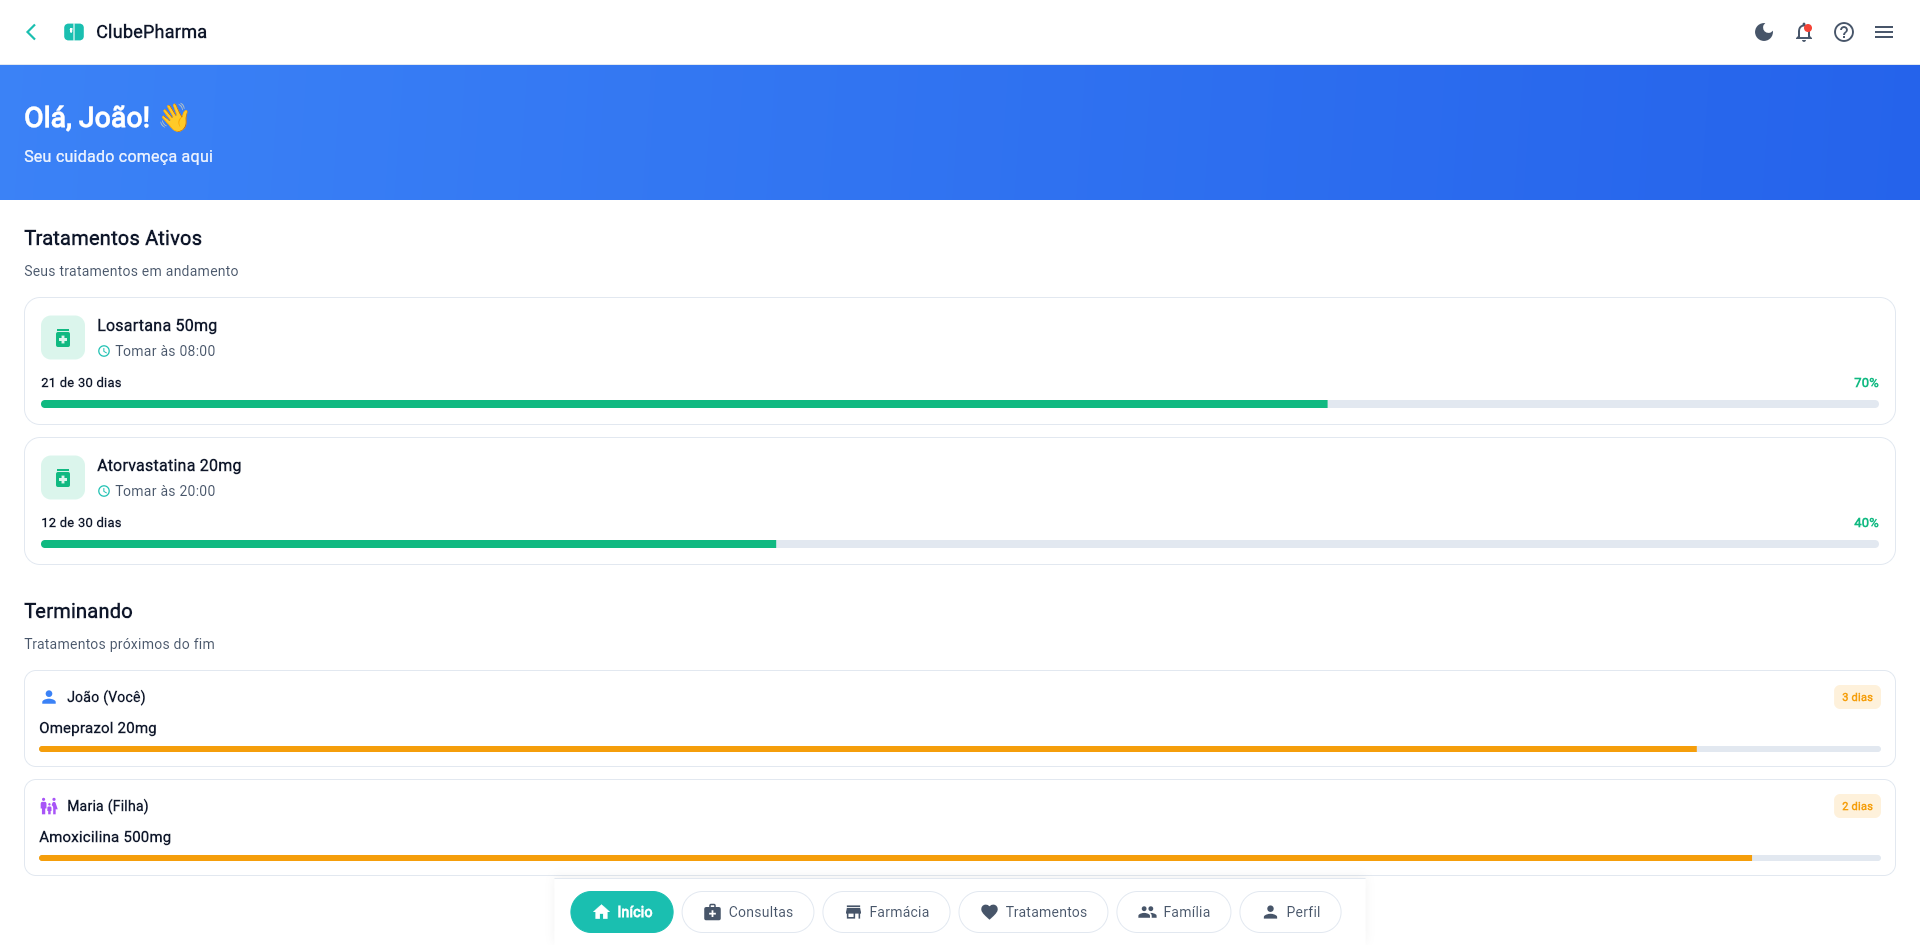 ClubePharma
Olá, João! 👋
Seu cuidado começa aqui
Tratamentos Ativos
Seus tratamentos em andamento
Losartana 50mg
Tomar às 08:00
21 de 30 dias 70%
Atorvastatina 20mg
Tomar às 20:00
12 de 30 dias 40%
Terminando
Tratamentos próximos do fim
João (Você) 3 dias
Omeprazol 20mg
Maria (Filha) 2 dias
Amoxicilina 500mg
Início Consultas Farmácia Tratamentos Família Perfil